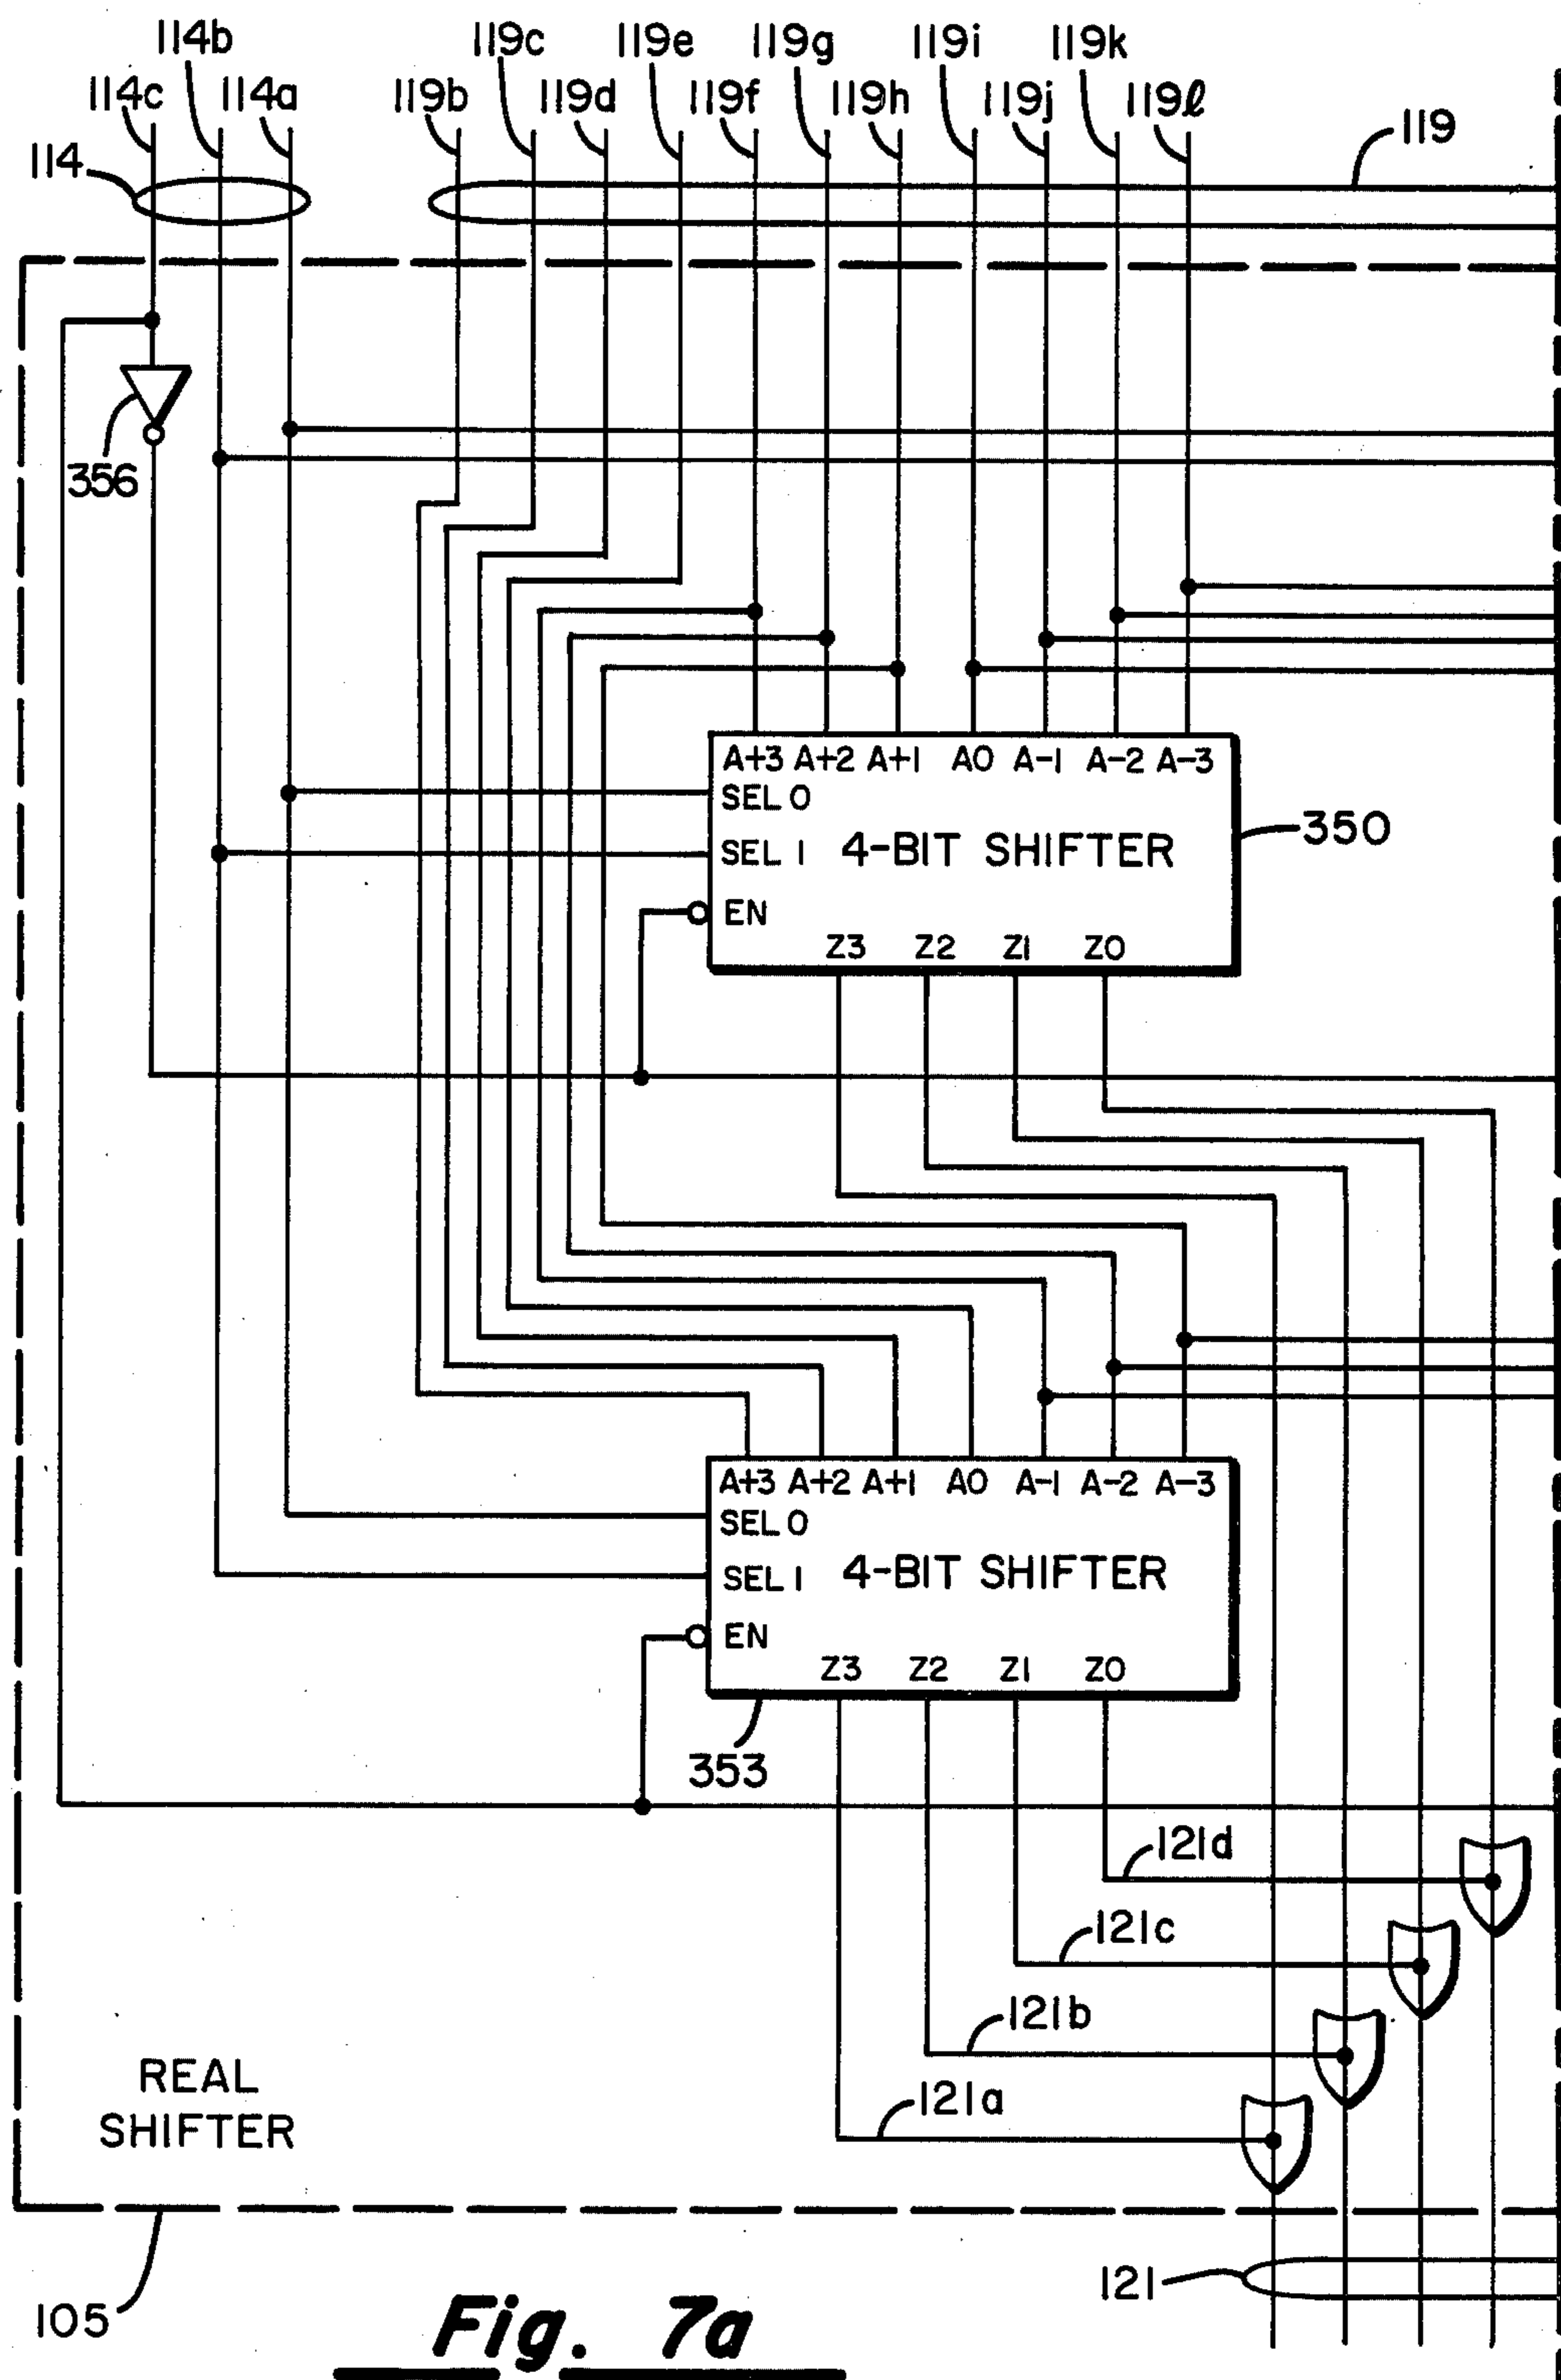 114b 119c 119e 119g 119i 119k
114c 114a 119b 119d 119f 119h 119j 119ℓ
119
114
356
A+3 A+2 A+1 A0 A-1 A-2 A-3
SEL 0
SEL 1 4-BIT SHIFTER
350
EN
Z3 Z2 Z1 Z0
A+3 A+2 A+1 A0 A-1 A-2 A-3
SEL 0
SEL 1 4-BIT SHIFTER
EN
Z3 Z2 Z1 Z0
353
121d
121c
121b
121a
REAL
SHIFTER
121
105
Fig. 7a